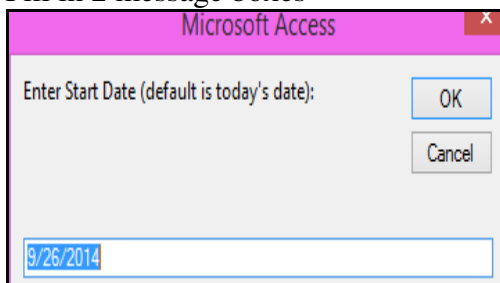 Microsoft Access
X
Enter Start Date (default is today's date):
OK
Cancel
9/26/2014